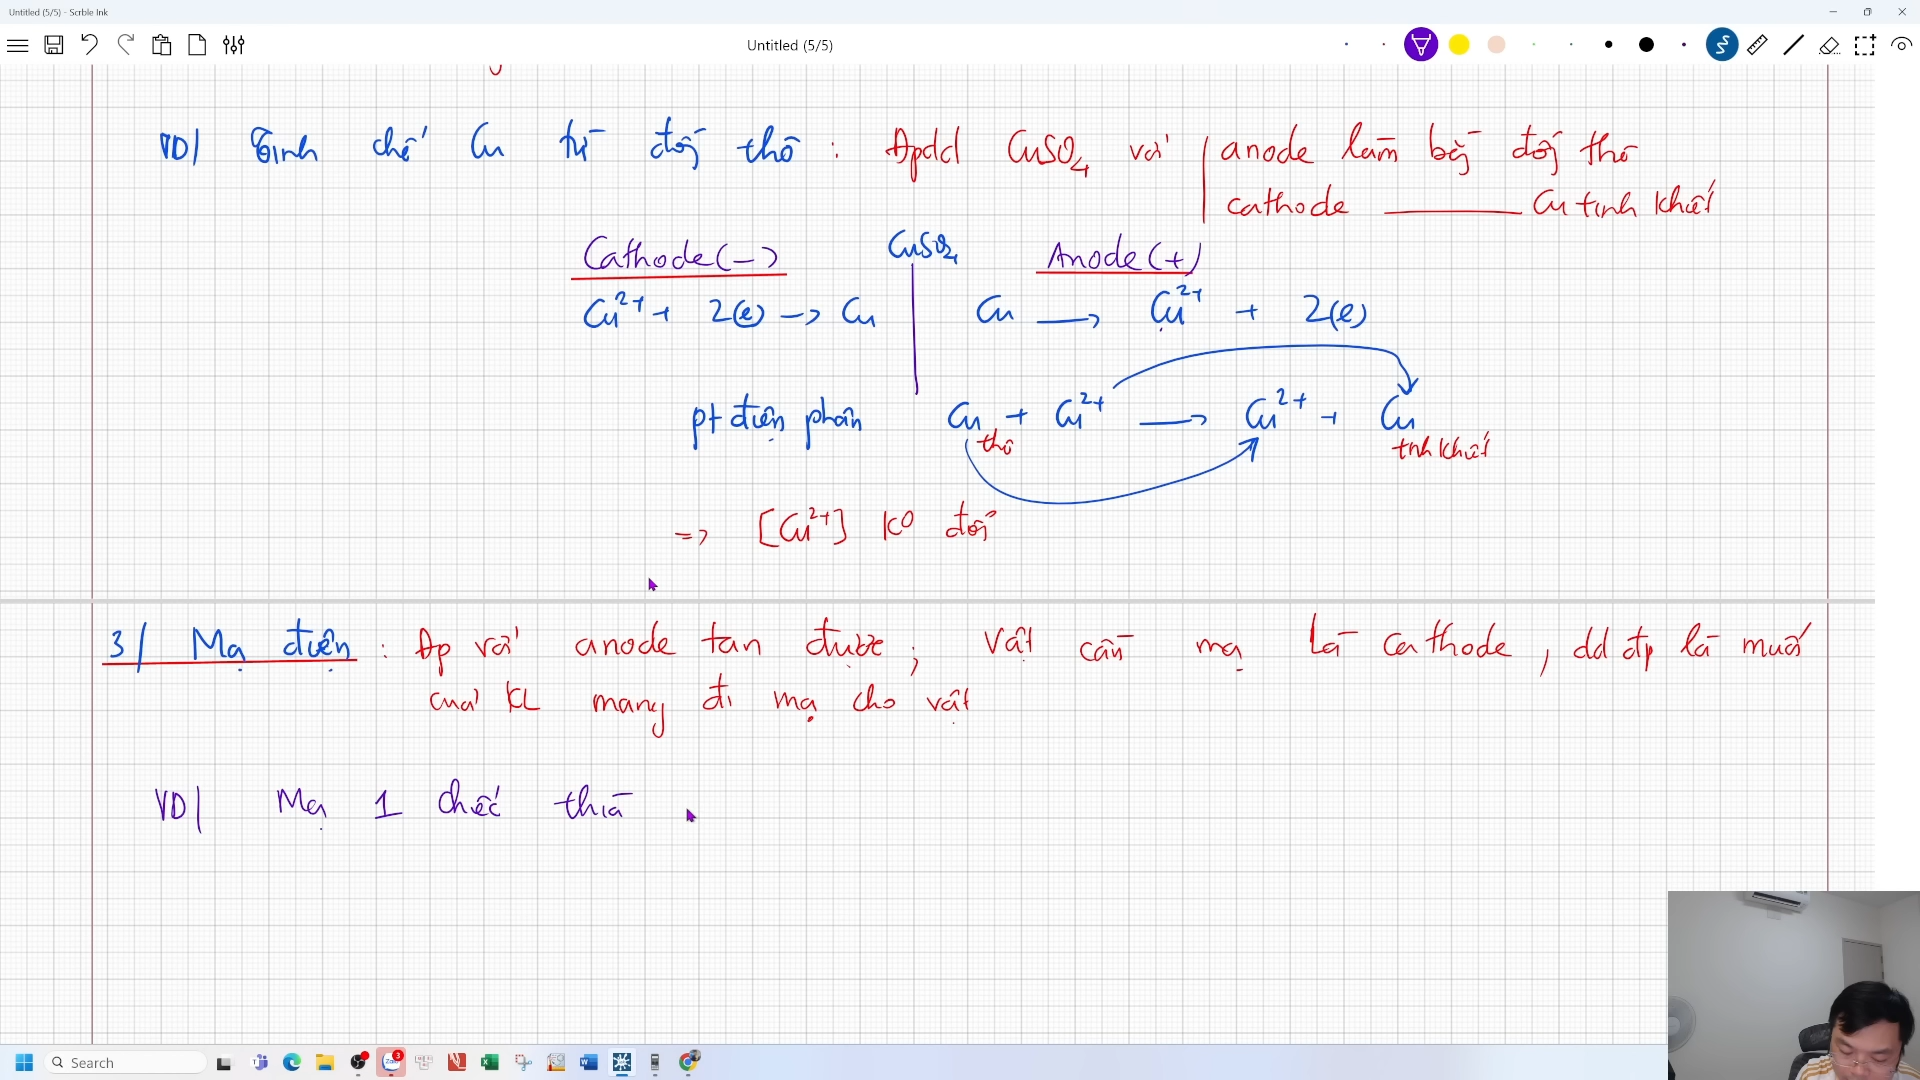 Untitled (5/5) - Scrble Ink
Untitled (5/5)
VD/ Tinh chế Cu từ đồng thô : Đpdd CuSO4 với anode làm bằng đồng thô
cathode ——— Cu tinh khiết
Cathode (-) CuSO4 Anode (+)
Cu²⁺ + 2(e) -> Cu Cu -> Cu²⁺ + 2(e)
pt điện phân Cu + Cu²⁺ -> Cu²⁺ + Cu
thô tinh khiết
=> [Cu²⁺] ko đổi
3/ Mạ điện : Đp với anode tan được ; Vật cần mạ là cathode, dd đp là muối
của KL mang đi mạ cho vật
VD/ Mạ 1 chiếc thìa
Search
3